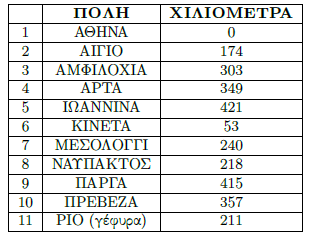 ΠΟΛΗ ΧΙΛΙΟΜΕΤΡΑ
1 ΑΘΗΝΑ 0
2 ΑΙΓΙΟ 174
3 ΑΜΦΙΛΟΧΙΑ 303
4 ΑΡΤΑ 349
5 ΙΩΑΝΝΙΝΑ 421
6 ΚΙΝΕΤΑ 53
7 ΜΕΣΟΛΟΓΓΙ 240
8 ΝΑΥΠΑΚΤΟΣ 218
9 ΠΑΡΓΑ 415
10 ΠΡΕΒΕΖΑ 357
11 ΡΙΟ (γέφυρα) 211